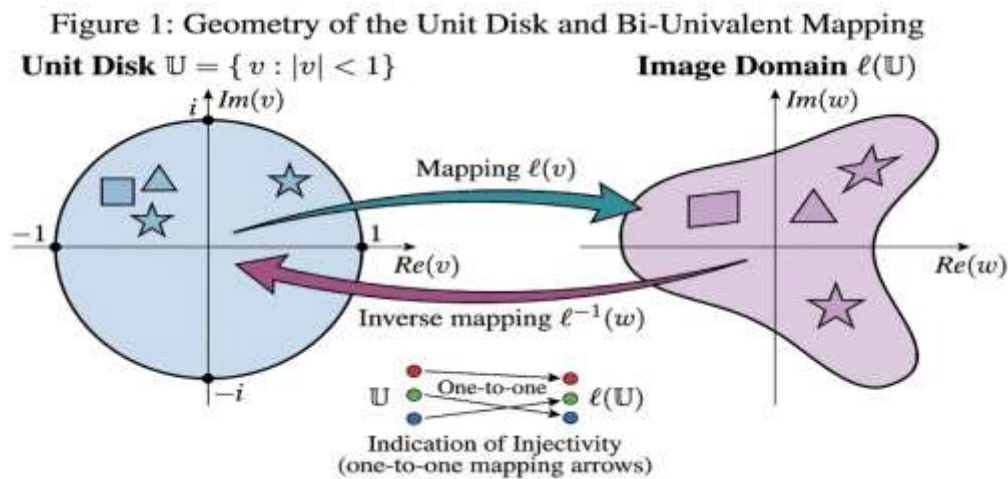 Figure 1: Geometry of the Unit Disk and Bi-Univalent Mapping
Unit Disk 𝕌 = { v : |v| < 1}
Image Domain ℓ(𝕌)
i
Im(v)
Im(w)
Mapping ℓ(v)
−1
1
Re(v)
Re(w)
Inverse mapping ℓ⁻¹(w)
−i
One-to-one
𝕌
ℓ(𝕌)
Indication of Injectivity
(one-to-one mapping arrows)